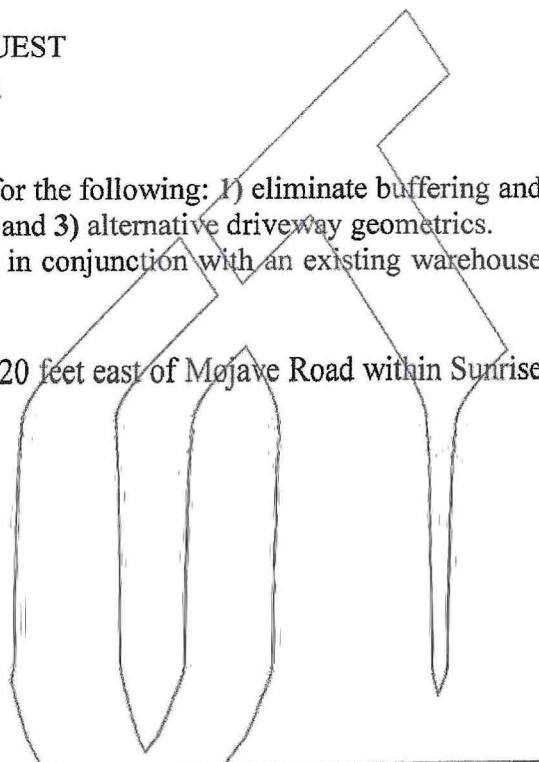 UEST
for the following: 1) eliminate buffering and
and 3) alternative driveway geometrics.
in conjunction with an existing warehouse
20 feet east of Mojave Road within Sunrise